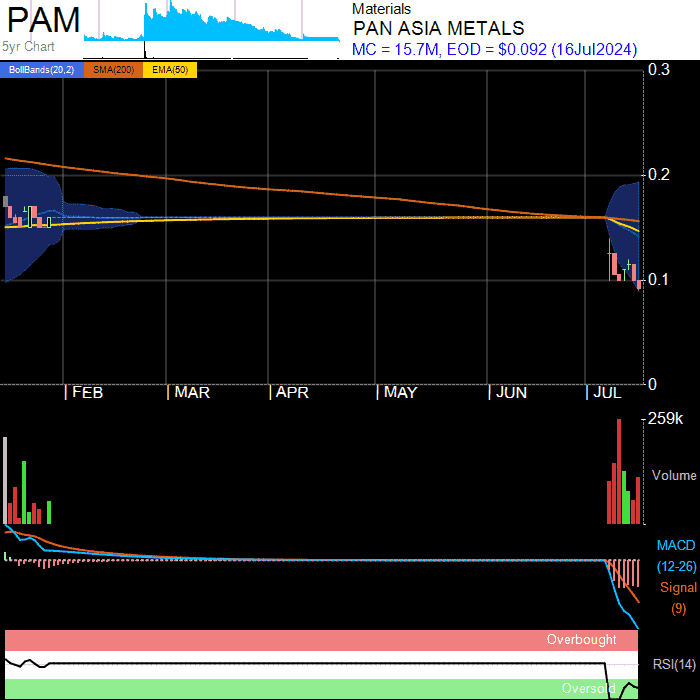 PAM
5yr Chart
Materials
PAN ASIA METALS
MC = 15.7M, EOD = $0.092 (16Jul2024)
BollBands(20,2) SMA(200) EMA(50)
0.3
0.2
0.1
0
FEB MAR APR MAY JUN JUL
259k
Volume
MACD
(12-26)
Signal
(9)
Overbought
RSI(14)
Oversold